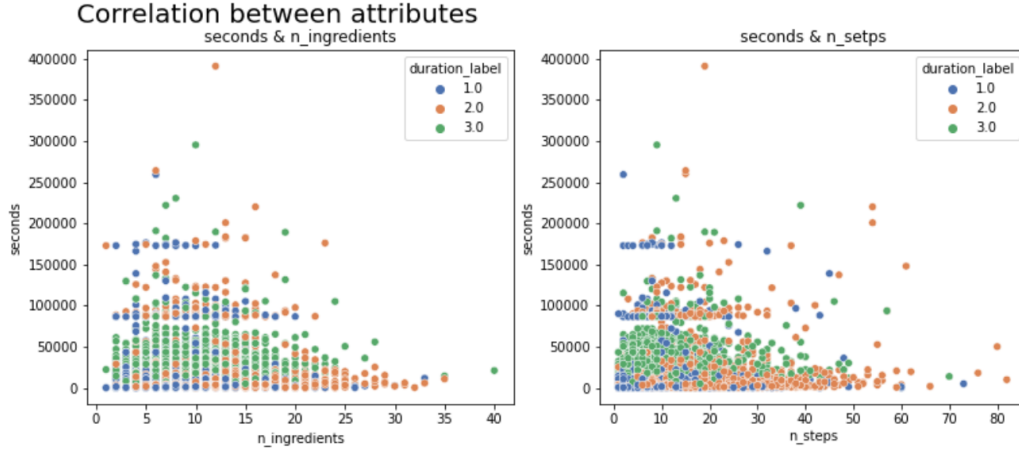 Correlation between attributes
seconds & n_ingredients
seconds
400000
350000
300000
250000
200000
150000
100000
50000
0
duration_label
1.0
2.0
3.0
0 5 10 15 20 25 30 35 40
n_ingredients
seconds & n_setps
seconds
400000
350000
300000
250000
200000
150000
100000
50000
0
duration_label
1.0
2.0
3.0
0 10 20 30 40 50 60 70 80
n_steps